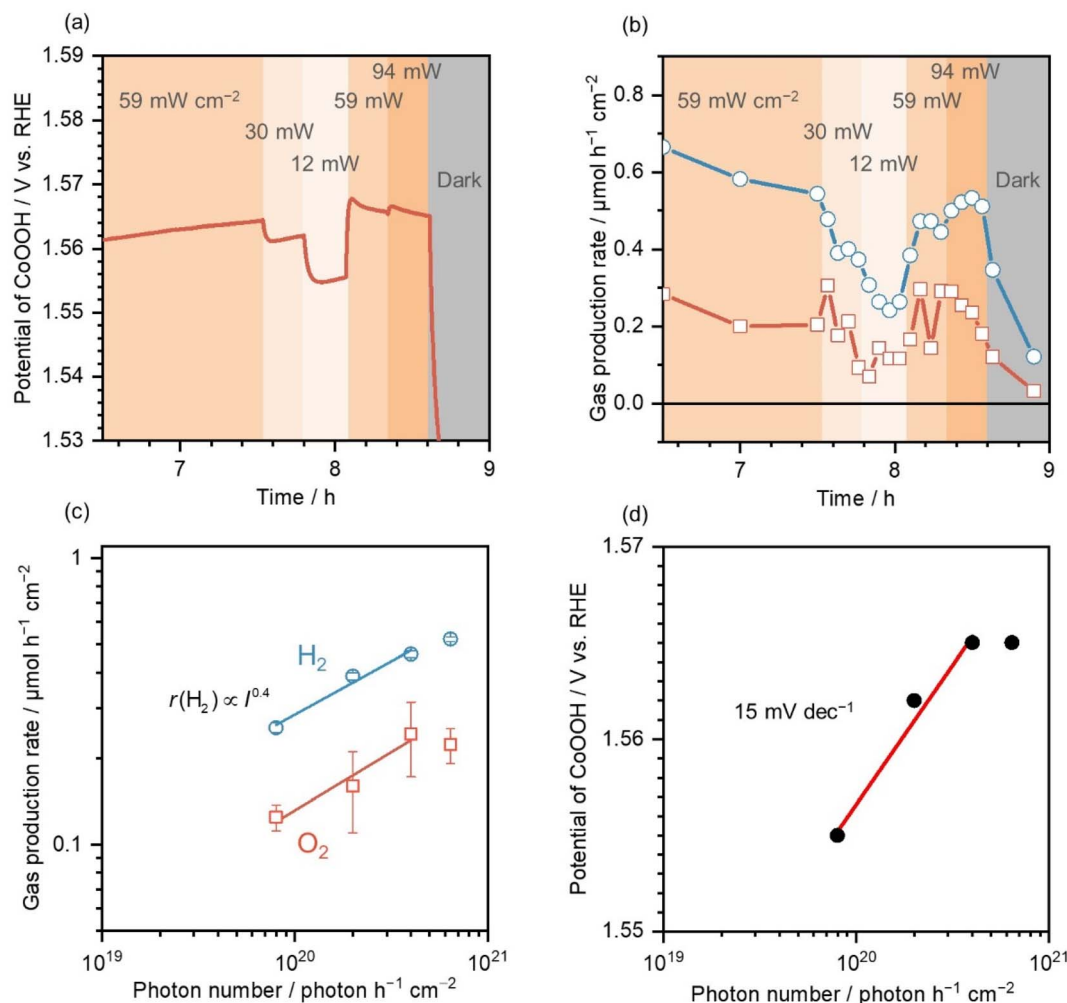 (a)
1.59
1.58
1.57
1.56
1.55
1.54
1.53
Potential of CoOOH / V vs. RHE
59 mW cm⁻²
30 mW
12 mW
59 mW
94 mW
Dark
7
8
9
Time / h
(b)
0.8
0.6
0.4
0.2
0.0
Gas production rate / μmol h⁻¹ cm⁻²
59 mW cm⁻²
30 mW
12 mW
59 mW
94 mW
Dark
7
8
9
Time / h
(c)
1
0.1
Gas production rate / μmol h⁻¹ cm⁻²
H₂
r(H₂) ∝ I⁰·⁴
O₂
10¹⁹
10²⁰
10²¹
Photon number / photon h⁻¹ cm⁻²
(d)
1.57
1.56
1.55
Potential of CoOOH / V vs. RHE
15 mV dec⁻¹
10¹⁹
10²⁰
10²¹
Photon number / photon h⁻¹ cm⁻²